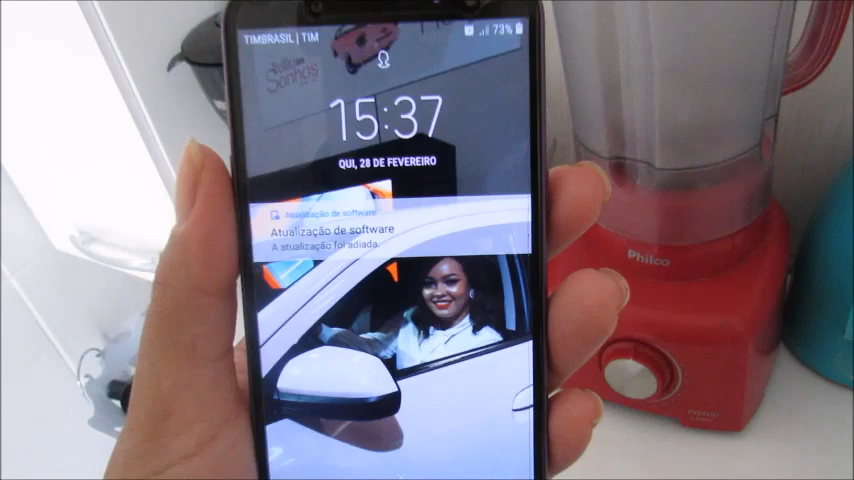 TIMBRASIL | TIM
73%
Sonhos
15:37
QUI, 28 DE FEVEREIRO
Atualização de software
Atualização de software
A atualização foi adiada.
Philco